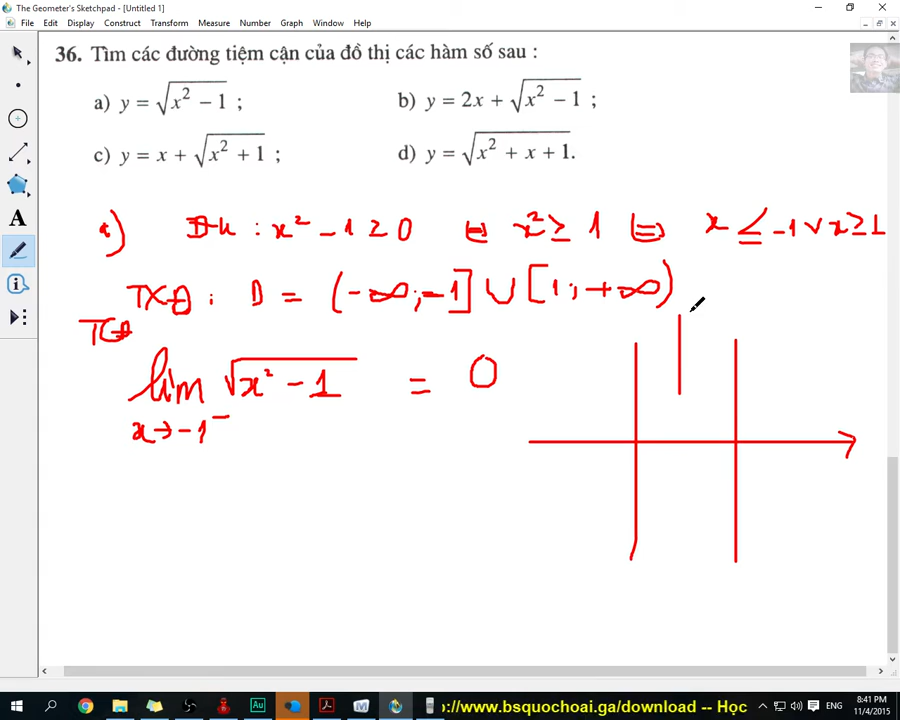 The Geometer's Sketchpad - [Untitled 1]
File Edit Display Construct Transform Measure Number Graph Window Help
36. Tìm các đường tiệm cận của đồ thị các hàm số sau :
a) y = √(x² − 1) ; b) y = 2x + √(x² − 1) ;
c) y = x + √(x² + 1) ; d) y = √(x² + x + 1).
a) ĐK : x² − 1 ≥ 0 ⇔ x² ≥ 1 ⇔ x ≤ −1 ∨ x ≥ 1
TXĐ : D = (−∞; −1] ∪ [1; +∞)
TCĐ
lim √(x² − 1) = 0
x → −1⁻
://www.bsquochoai.ga/download -- Học
ENG
8:41 PM
11/4/2015